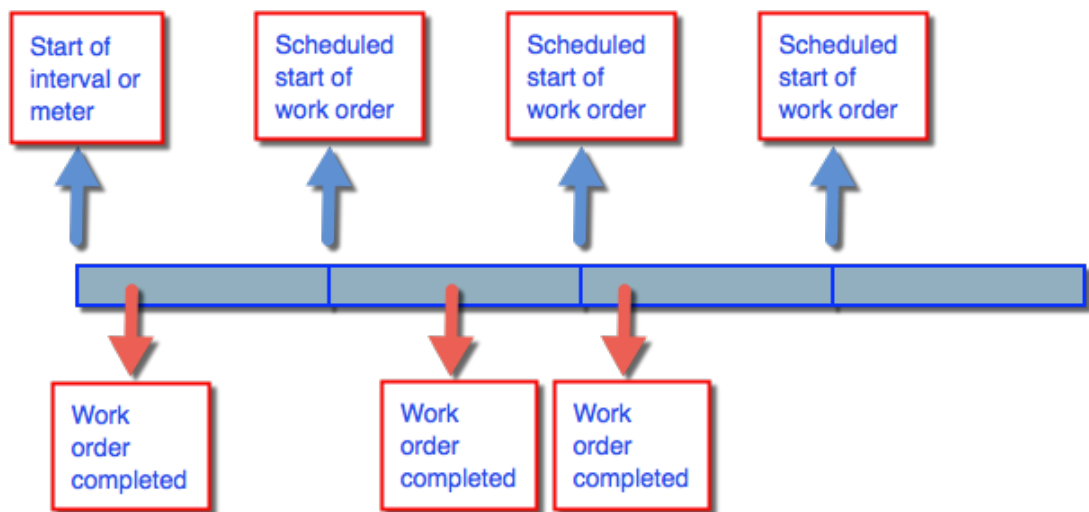 Start of
interval or
meter
Scheduled
start of
work order
Scheduled
start of
work order
Scheduled
start of
work order
Work
order
completed
Work
order
completed
Work
order
completed